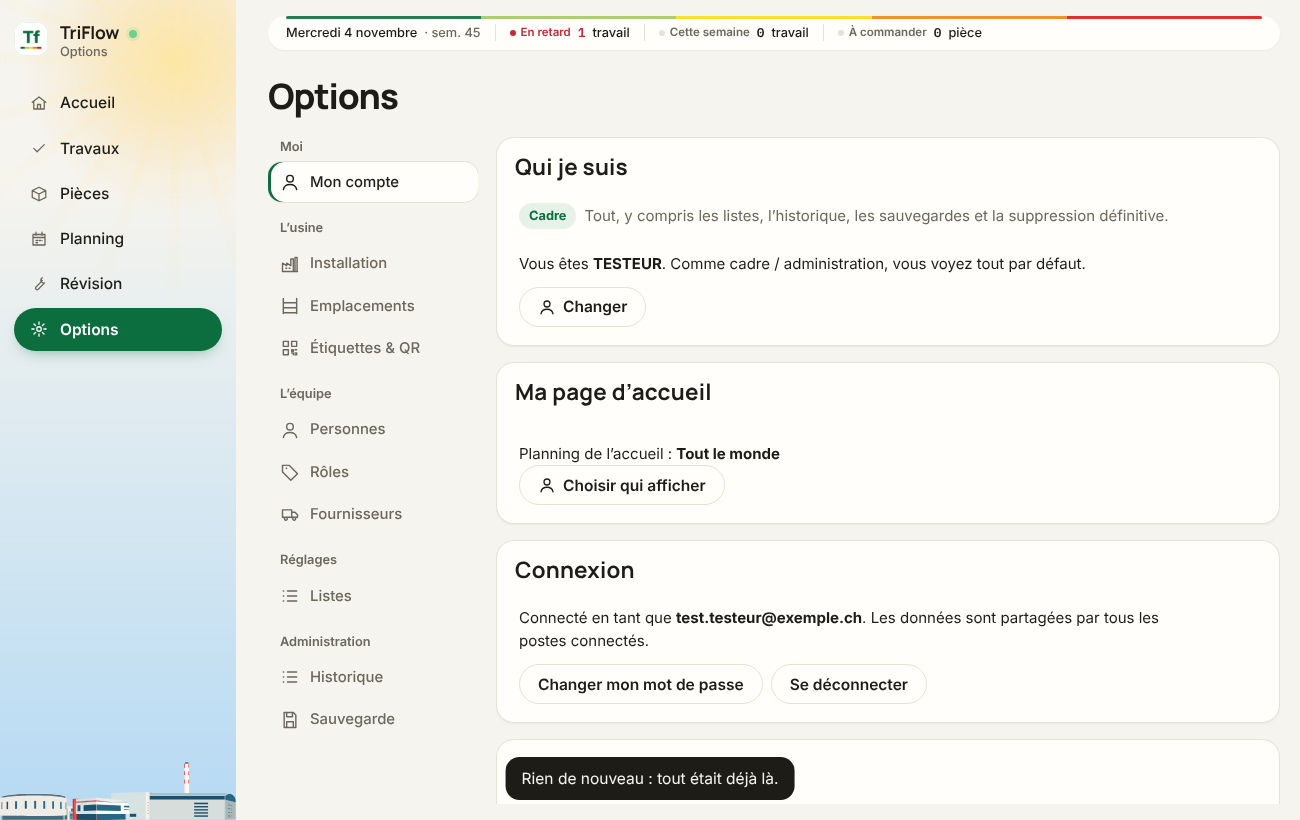 Tf
TriFlow
Options
Accueil
Travaux
Pièces
Planning
Révision
Options
Mercredi 4 novembre · sem. 45 En retard 1 travail Cette semaine 0 travail À commander 0 pièce
Options
Moi
Mon compte
L’usine
Installation
Emplacements
Étiquettes & QR
L’équipe
Personnes
Rôles
Fournisseurs
Réglages
Listes
Administration
Historique
Sauvegarde
Qui je suis
Cadre Tout, y compris les listes, l’historique, les sauvegardes et la suppression définitive.
Vous êtes TESTEUR. Comme cadre / administration, vous voyez tout par défaut.
Changer
Ma page d’accueil
Planning de l’accueil : Tout le monde
Choisir qui afficher
Connexion
Connecté en tant que test.testeur@exemple.ch. Les données sont partagées par tous les
postes connectés.
Changer mon mot de passe Se déconnecter
Rien de nouveau : tout était déjà là.